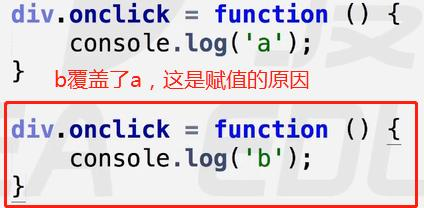 div.onclick = function () {
    console.log('a');
}
b覆盖了a，这是赋值的原因
div.onclick = function () {
    console.log('b');
}